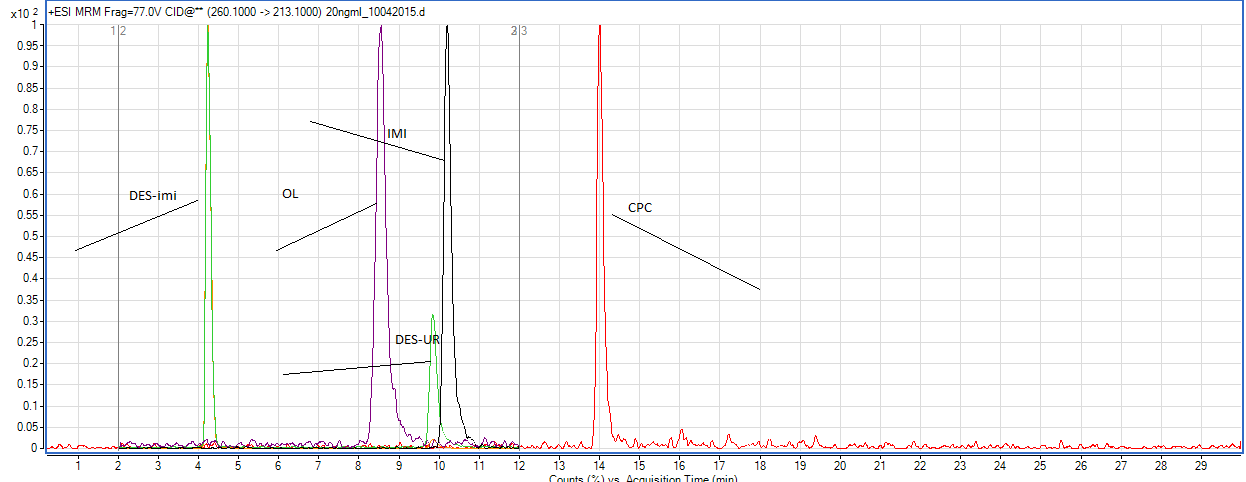 x10 2
+ESI MRM Frag=77.0V CID@** (260.1000 -> 213.1000) 20ngml_10042015.d
1
1 2
2 3
0.95
0.9
0.85
0.8
0.75
IMI
0.7
0.65
0.6
DES-imi
OL
0.55
CPC
0.5
0.45
0.4
0.35
0.3
0.25
DES-UR
0.2
0.15
0.1
0.05
0
1 2 3 4 5 6 7 8 9 10 11 12 13 14 15 16 17 18 19 20 21 22 23 24 25 26 27 28 29
Counts (%) vs. Acquisition Time (min)